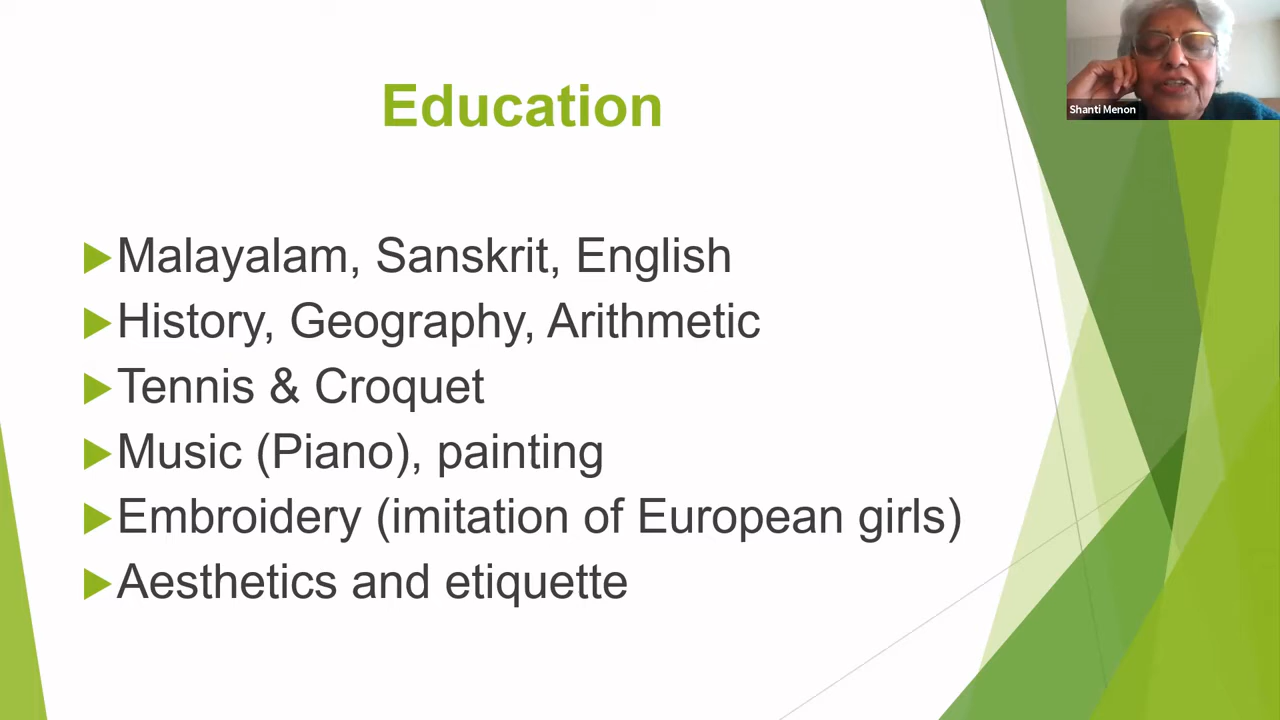 Education
Shanti Menon
Malayalam, Sanskrit, English
History, Geography, Arithmetic
Tennis & Croquet
Music (Piano), painting
Embroidery (imitation of European girls)
Aesthetics and etiquette